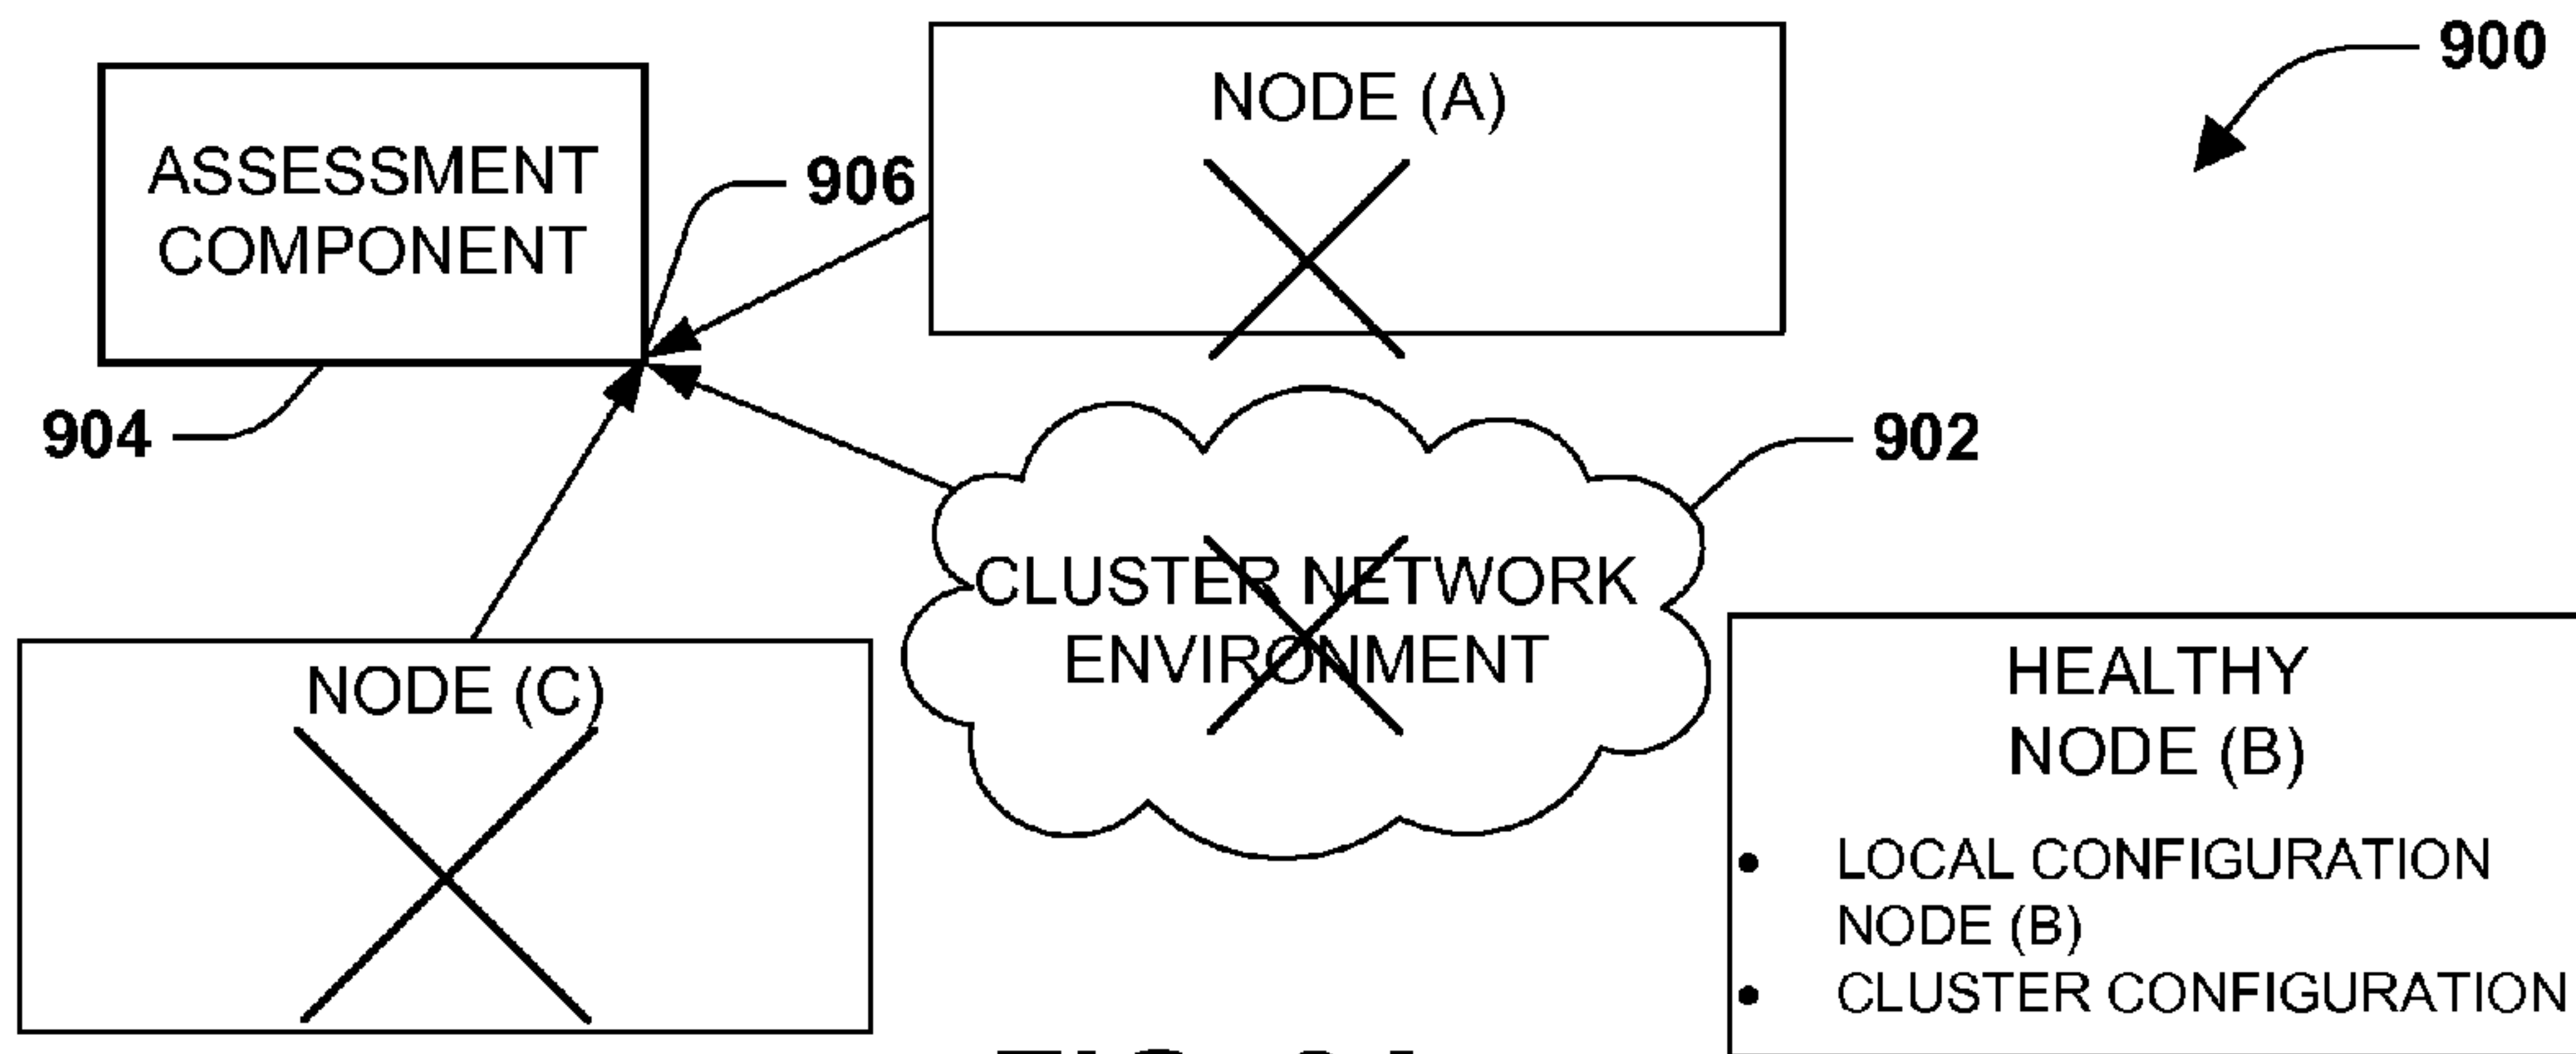 900
NODE (A)
ASSESSMENT
COMPONENT
906
904
902
CLUSTER NETWORK
ENVIRONMENT
NODE (C)
HEALTHY
NODE (B)
• LOCAL CONFIGURATION
NODE (B)
• CLUSTER CONFIGURATION